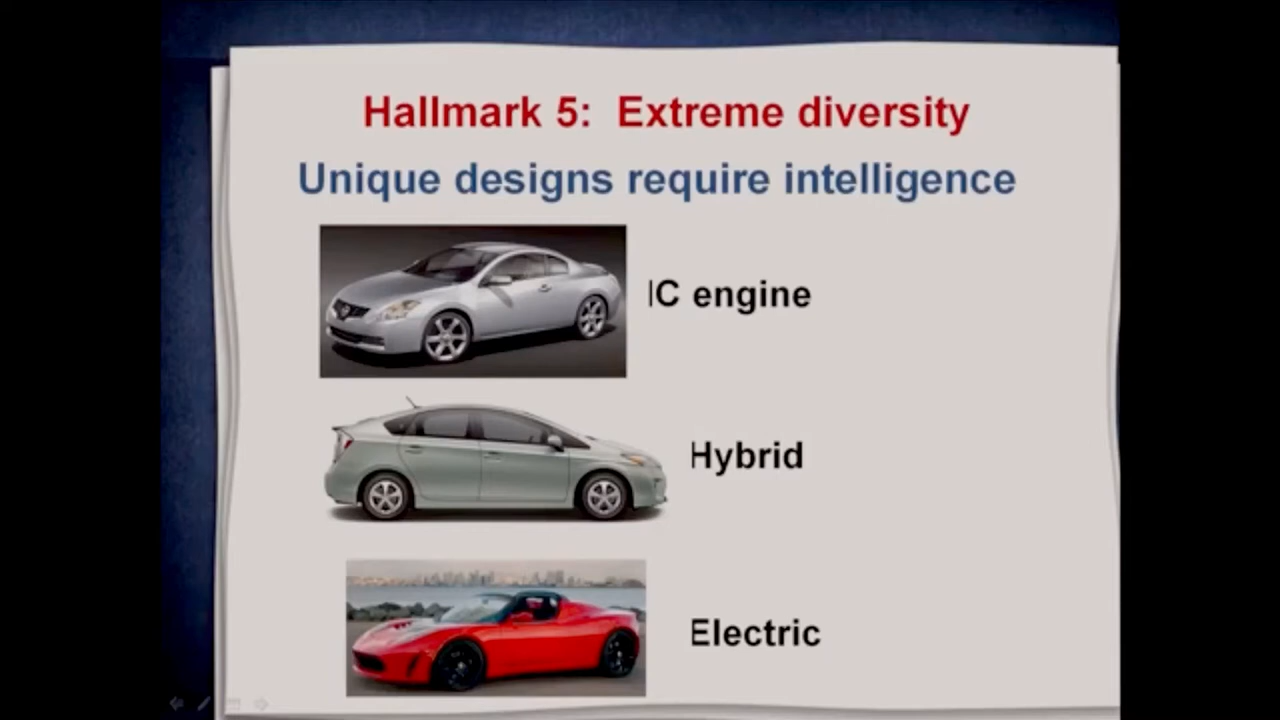 Hallmark 5: Extreme diversity
Unique designs require intelligence
IC engine
Hybrid
Electric